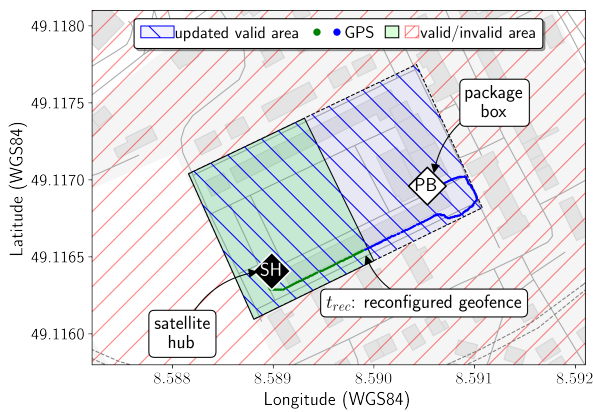 updated valid area GPS valid/invalid area
49.1180
49.1175
49.1170
49.1165
49.1160
Latitude (WGS84)
package
box
PB
SH
t_rec: reconfigured geofence
satellite
hub
8.588 8.589 8.590 8.591 8.592
Longitude (WGS84)